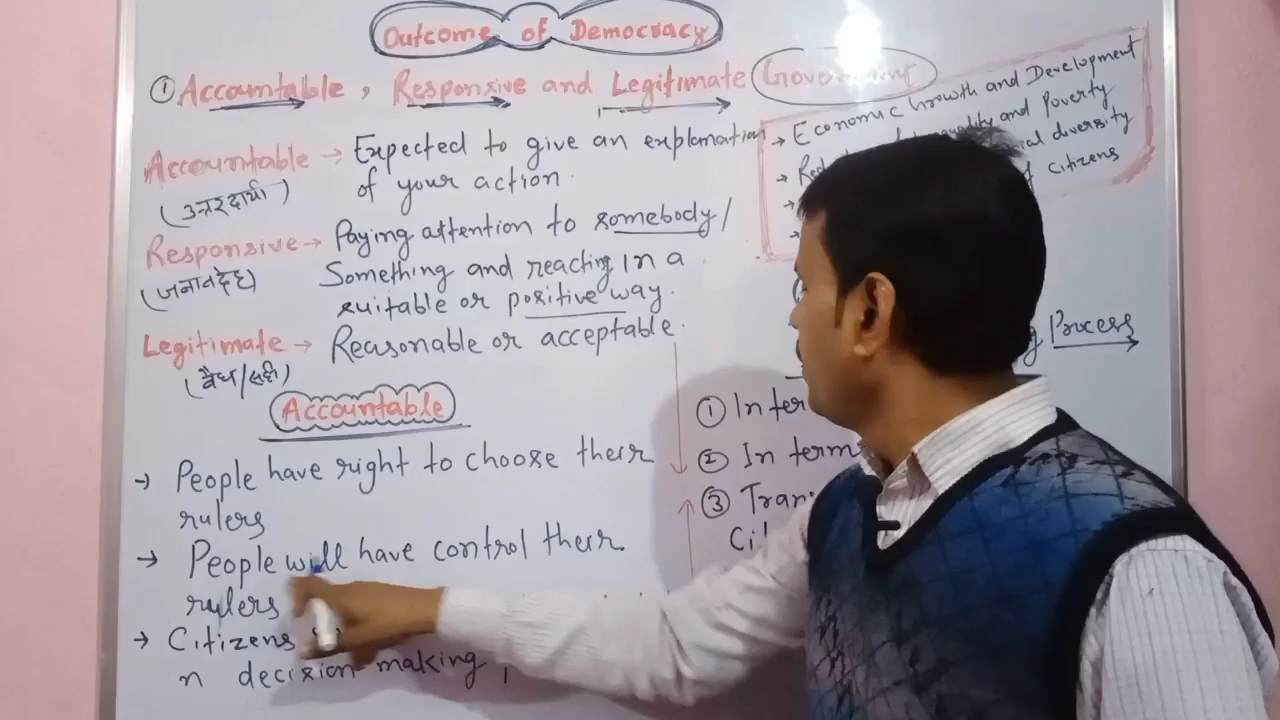 Outcome of Democracy
① Accountable, Responsive and Legitimate Government
Accountable → Expected to give an explanation
of your action.
(उत्तरदायी)
Responsive → Paying attention to somebody/
Something and reacting in a
(जवाबदेह)
suitable or positive way.
Legitimate → Reasonable or acceptable.
(वैध/सही)
Accountable
→ People have right to choose their
rulers
→ People will have control their
rulers
→ Citizens
n decision-making,
→ Economic Growth and Development
→ inequality and Poverty
diversity
of citizens
Process
① In
② In term
③